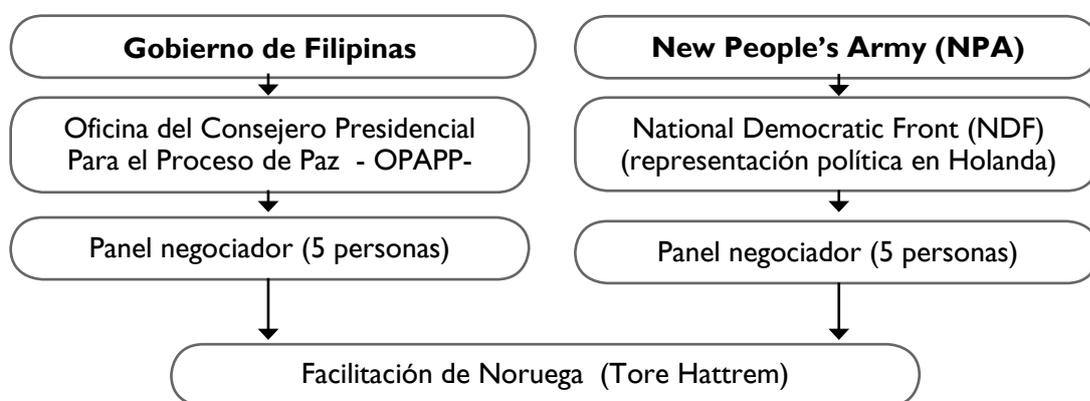 Gobierno de Filipinas
New People’s Army (NPA)
Oficina del Consejero Presidencial
Para el Proceso de Paz - OPAPP-
National Democratic Front (NDF)
(representación política en Holanda)
Panel negociador (5 personas)
Panel negociador (5 personas)
Facilitación de Noruega (Tore Hattrem)